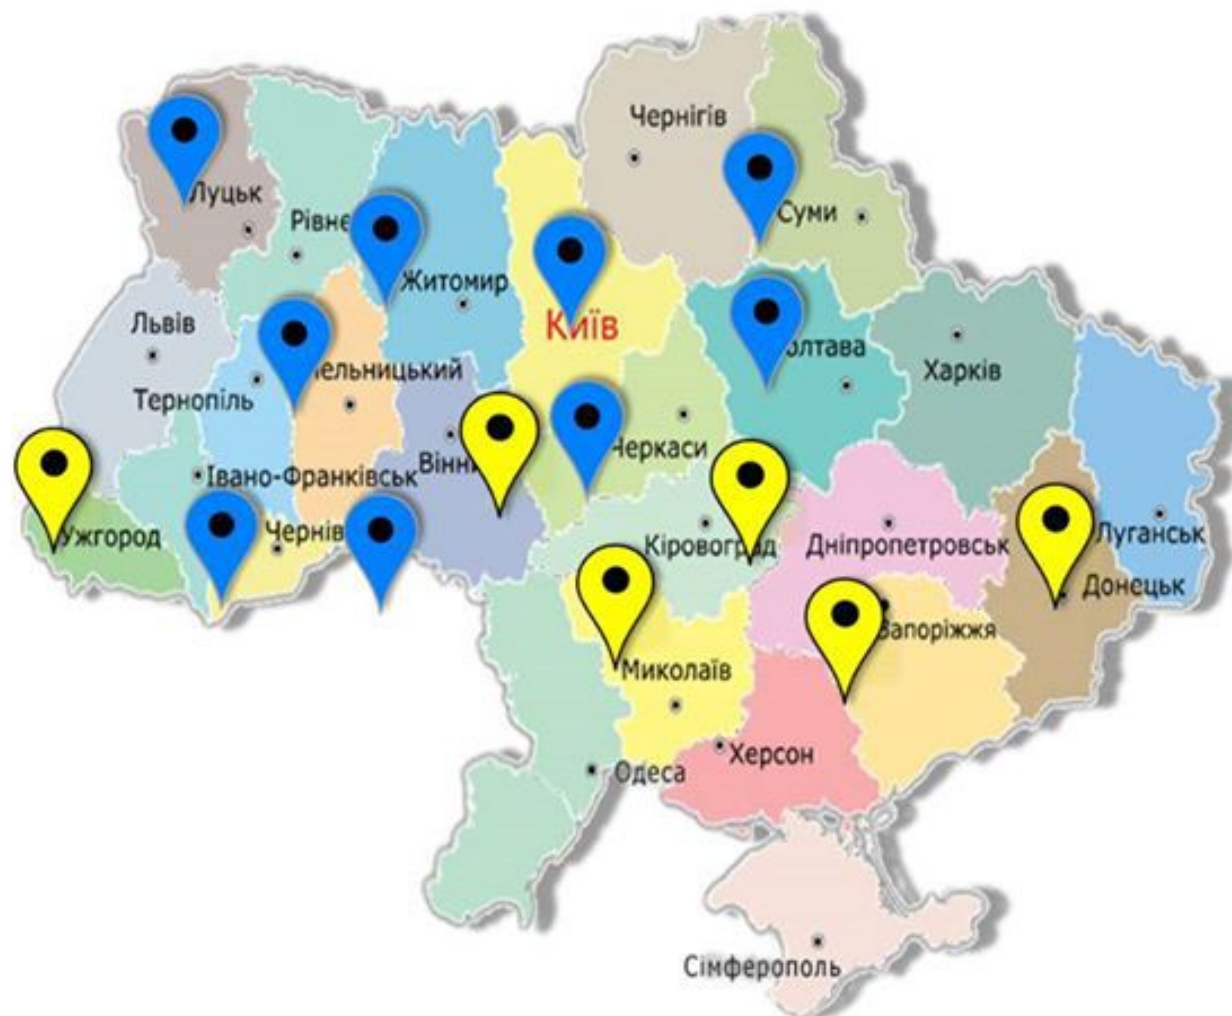 Чернігів
Луцьк
Суми
Рівне
Житомир
Київ
Львів
Харків
Тернопіль
Черкаси
Івано-Франківськ
Ужгород
Кіровоград
Дніпропетровськ
Луганськ
Донецьк
Запоріжжя
Миколаїв
Херсон
Одеса
Сімферополь